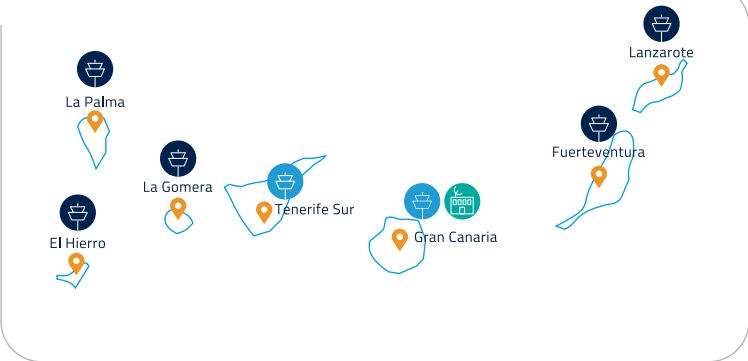 Lanzarote
La Palma
Fuerteventura
La Gomera
Tenerife Sur
Gran Canaria
El Hierro